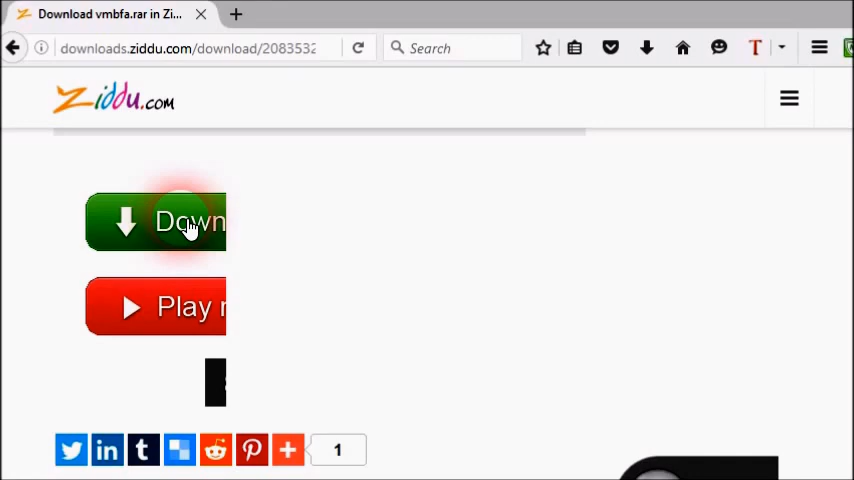 Download vmbfa.rar in Zi...
downloads.ziddu.com/download/2083532
Search
T
Ziddu.com
Down
Play
1